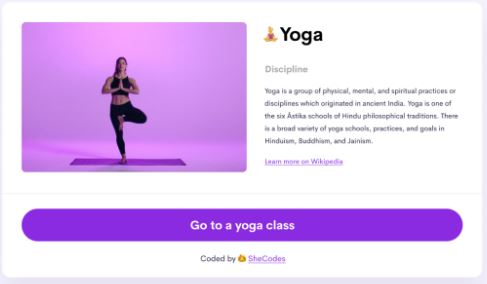 🧘Yoga
Discipline
Yoga is a group of physical, mental, and spiritual practices or
disciplines which originated in ancient India. Yoga is one of
the six Āstika schools of Hindu philosophical traditions. There
is a broad variety of yoga schools, practices, and goals in
Hinduism, Buddhism, and Jainism.
Learn more on Wikipedia
Go to a yoga class
Coded by SheCodes